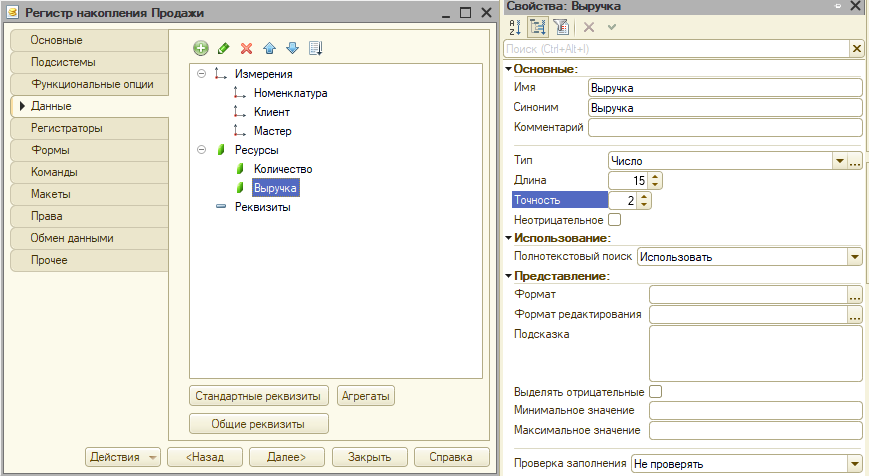 Регистр накопления Продажи
Основные
Подсистемы
Функциональные опции
Данные
Регистраторы
Формы
Команды
Макеты
Права
Обмен данными
Прочее
Измерения
Номенклатура
Клиент
Мастер
Ресурсы
Количество
Выручка
Реквизиты
Стандартные реквизиты
Агрегаты
Общие реквизиты
Действия
<Назад
Далее>
Закрыть
Справка
Свойства: Выручка
Поиск (Ctrl+Alt+I)
Основные:
Имя Выручка
Синоним Выручка
Комментарий
Тип Число
Длина 15
Точность 2
Неотрицательное
Использование:
Полнотекстовый поиск Использовать
Представление:
Формат
Формат редактирования
Подсказка
Выделять отрицательные
Минимальное значение
Максимальное значение
Проверка заполнения Не проверять